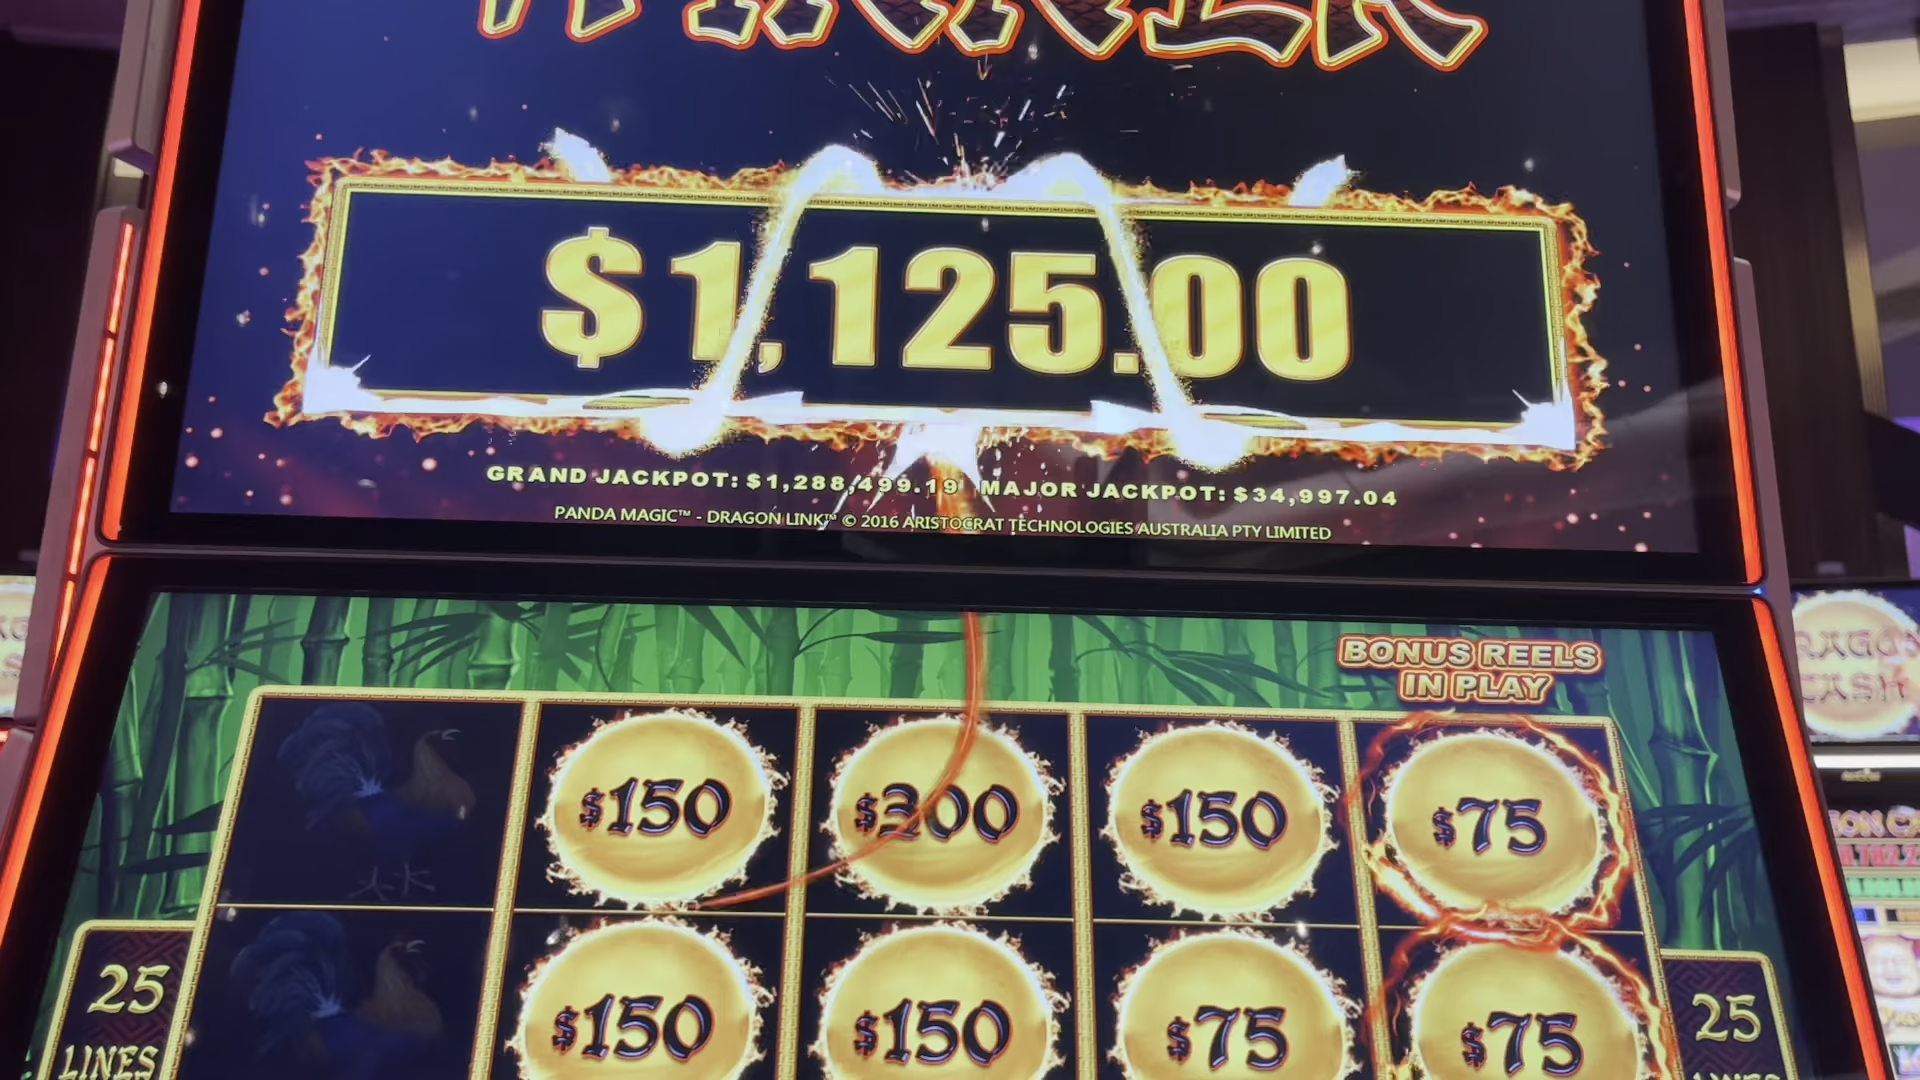 $1,125.00
GRAND JACKPOT: $1,288,499.19 MAJOR JACKPOT: $34,997.04
PANDA MAGIC™ - DRAGON LINK™ © 2016 ARISTOCRAT TECHNOLOGIES AUSTRALIA PTY LIMITED
BONUS REELS
IN PLAY
$150
$150
$75
$150
$150
$75
$75
25
LINES
25
CASH